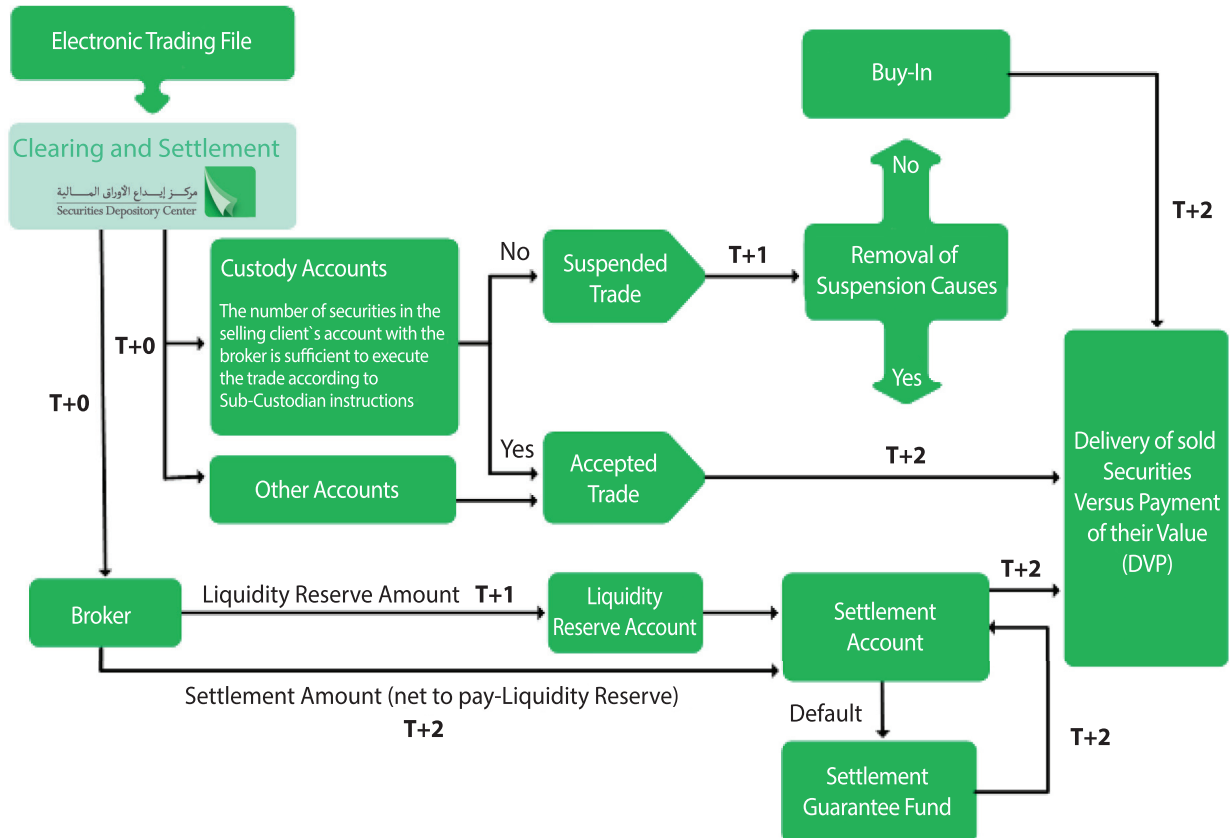 Electronic Trading File
Clearing and Settlement
مركز إيداع الأوراق المالية
Securities Depository Center
T+0
T+0
Custody Accounts
The number of securities in the
selling client`s account with the
broker is sufficient to execute
the trade according to
Sub-Custodian instructions
Other Accounts
No
Yes
Suspended
Trade
Accepted
Trade
T+1
T+2
Buy-In
No
Removal of
Suspension Causes
Yes
T+2
Delivery of sold
Securities
Versus Payment
of their Value
(DVP)
Broker
Liquidity Reserve Amount T+1
Liquidity
Reserve Account
Settlement
Account
T+2
Settlement Amount (net to pay-Liquidity Reserve)
T+2
Default
Settlement
Guarantee Fund
T+2